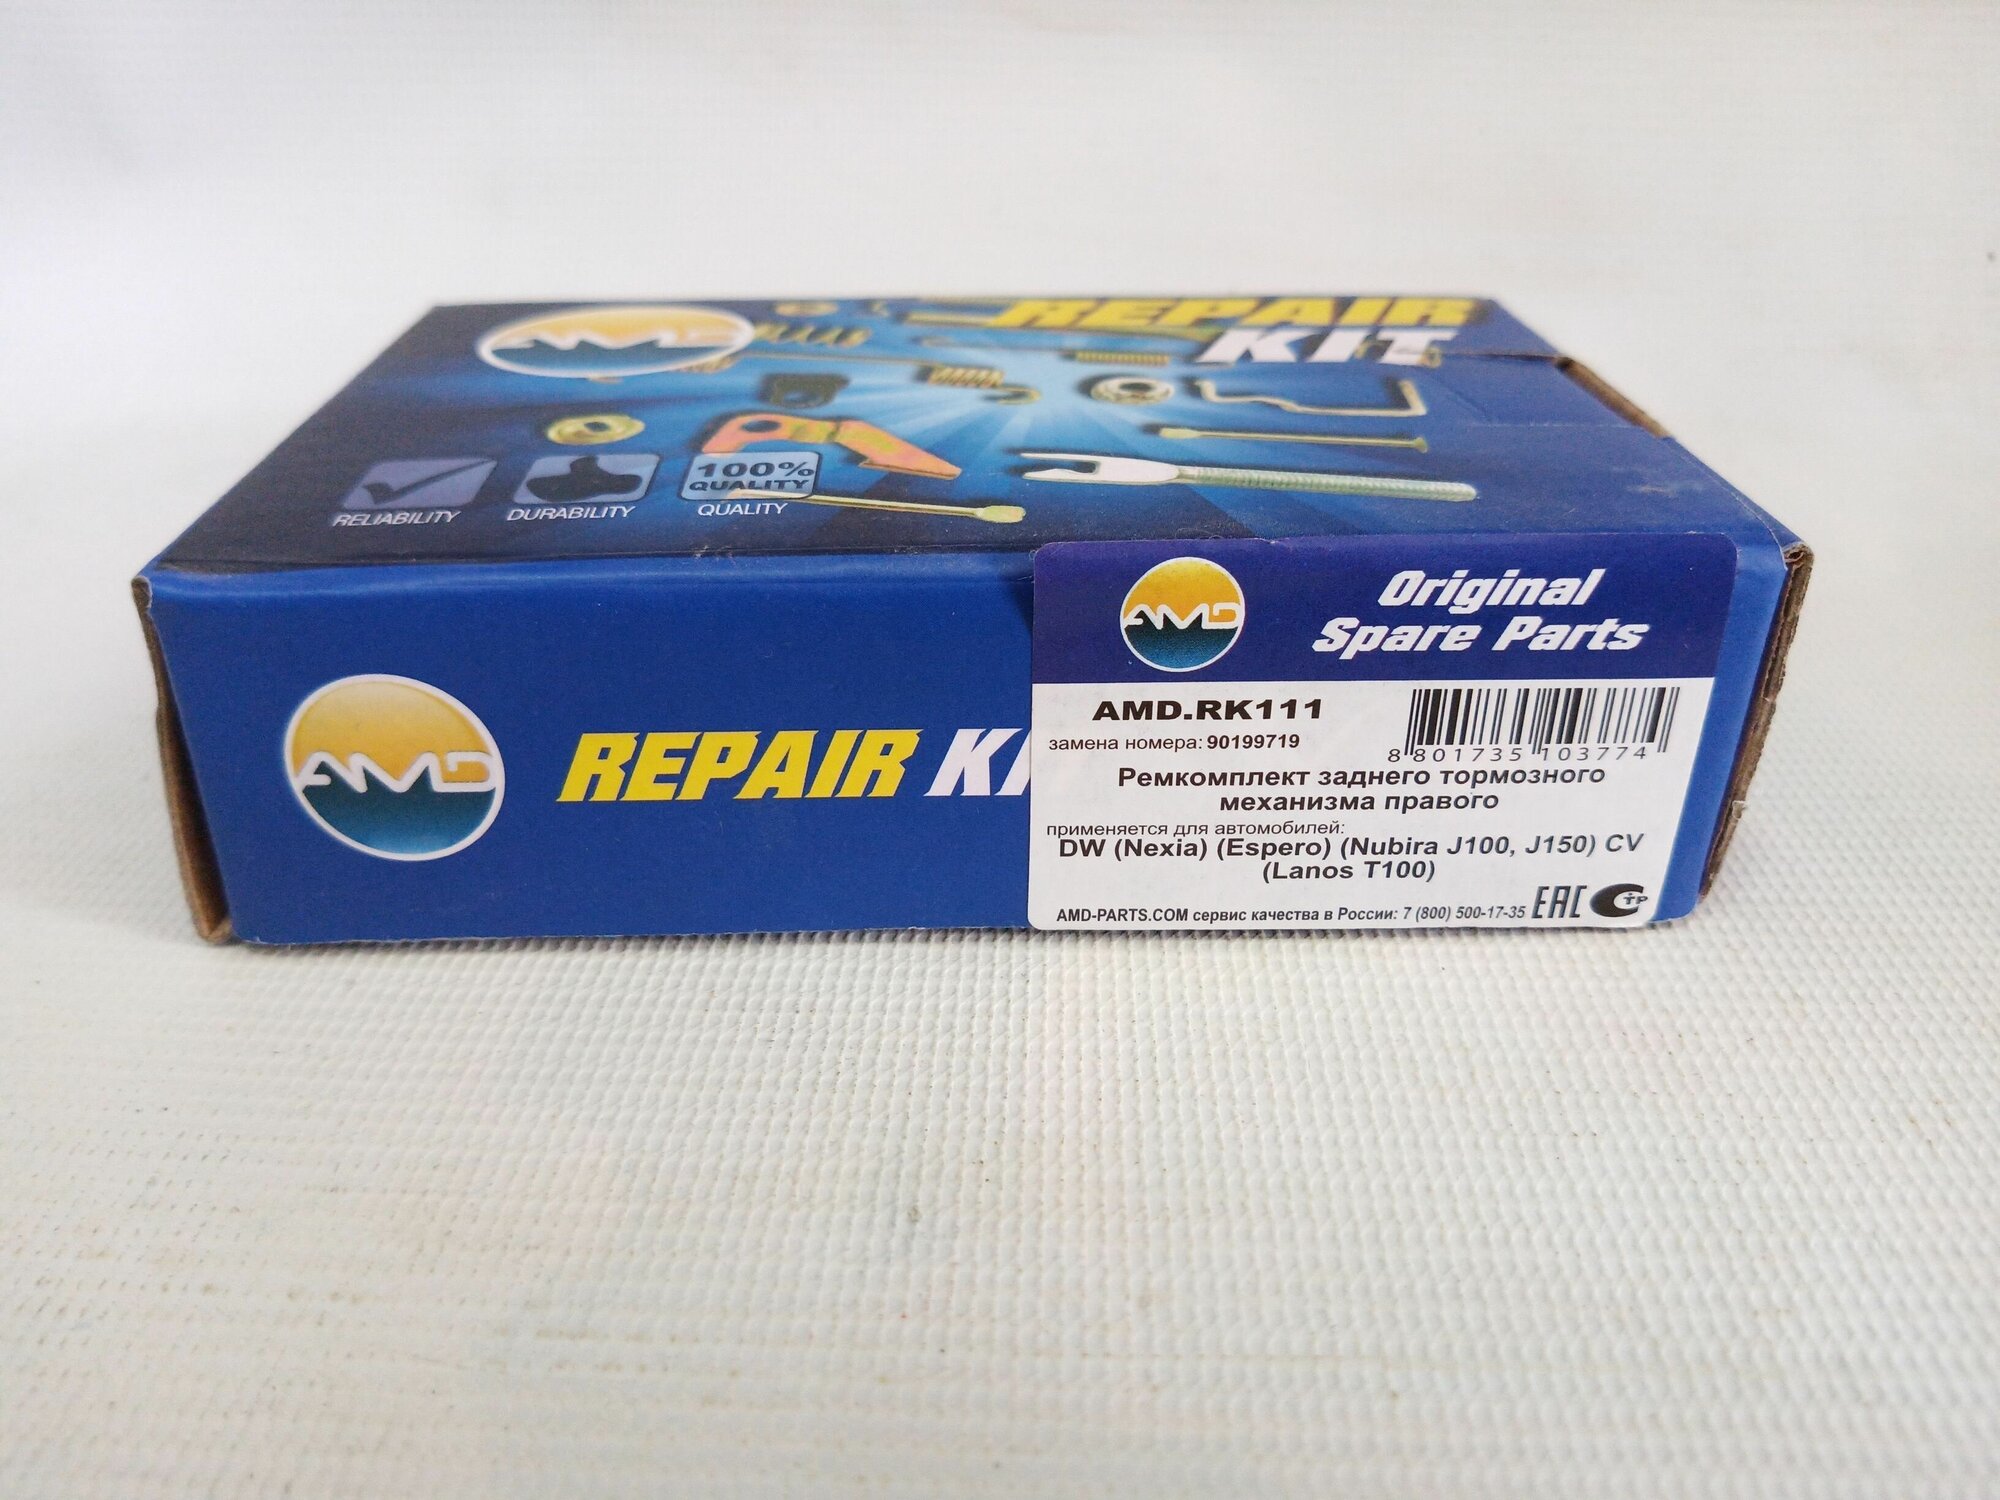 AMD
REPAIR
KIT
100%
QUALITY
RELIABILITY DURABILITY QUALITY
AMD
REPAIR KI
AMD
Original
Spare Parts
AMD.RK111
замена номера: 90199719
8 801735 103774
Ремкомплект заднего тормозного
механизма правого
применяется для автомобилей:
DW (Nexia) (Espero) (Nubira J100, J150) CV
(Lanos T100)
AMD-PARTS.COM сервис качества в России: 7 (800) 500-17-35 EAC СТР